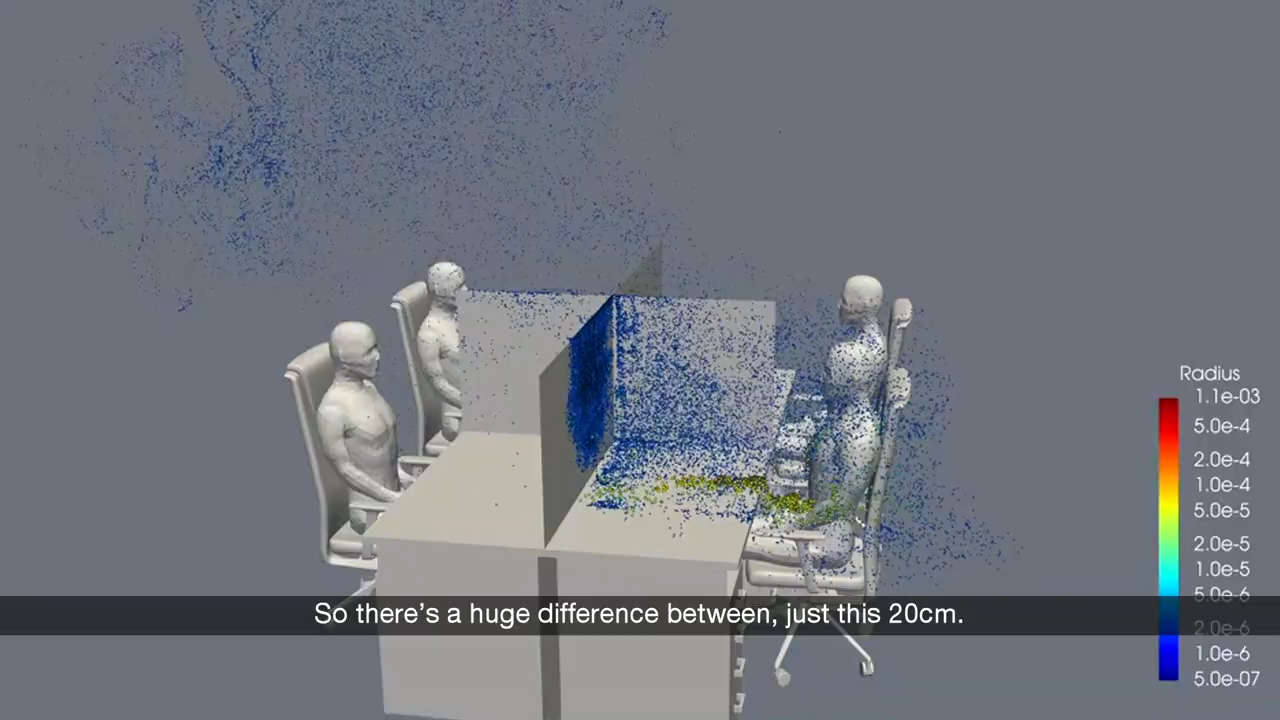 Radius
1.1e-03
5.0e-4
2.0e-4
1.0e-4
5.0e-5
2.0e-5
1.0e-5
5.0e-6
So there's a huge difference between, just this 20cm.
2.0e-6
1.0e-6
5.0e-07